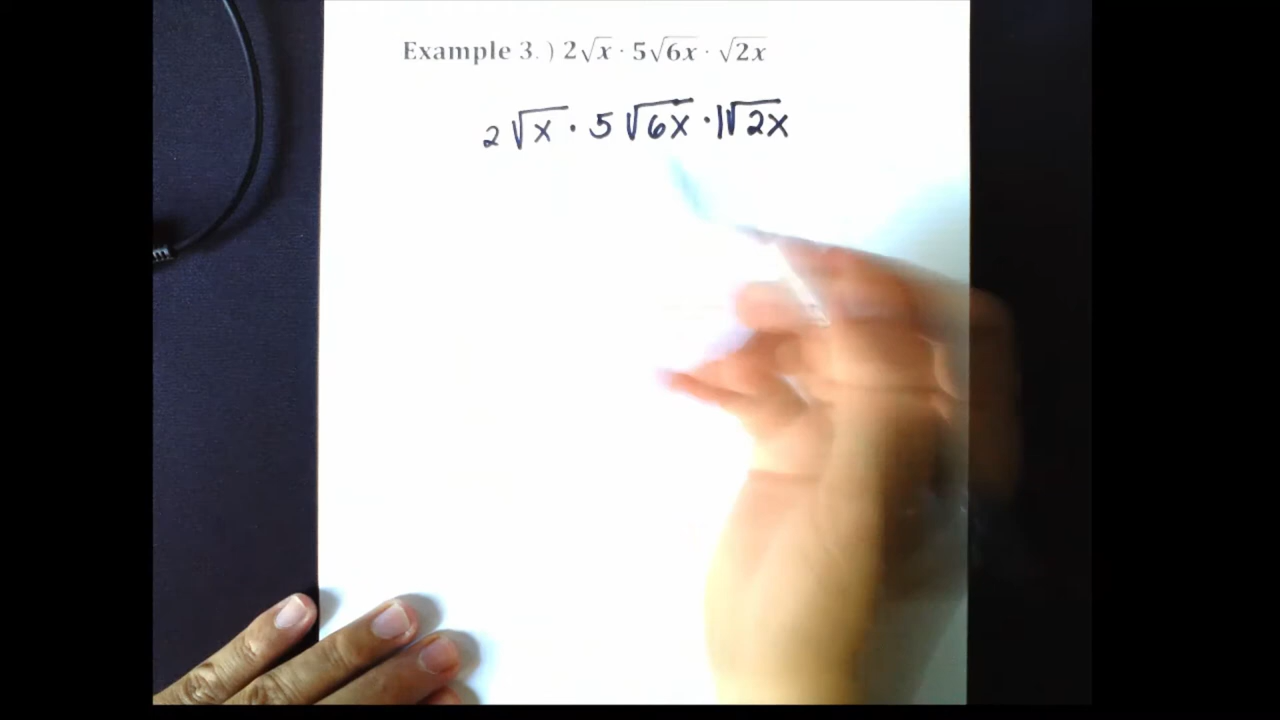 Example 3. ) 2√x · 5√6x · √2x
2√x · 5√6x · 1√2x